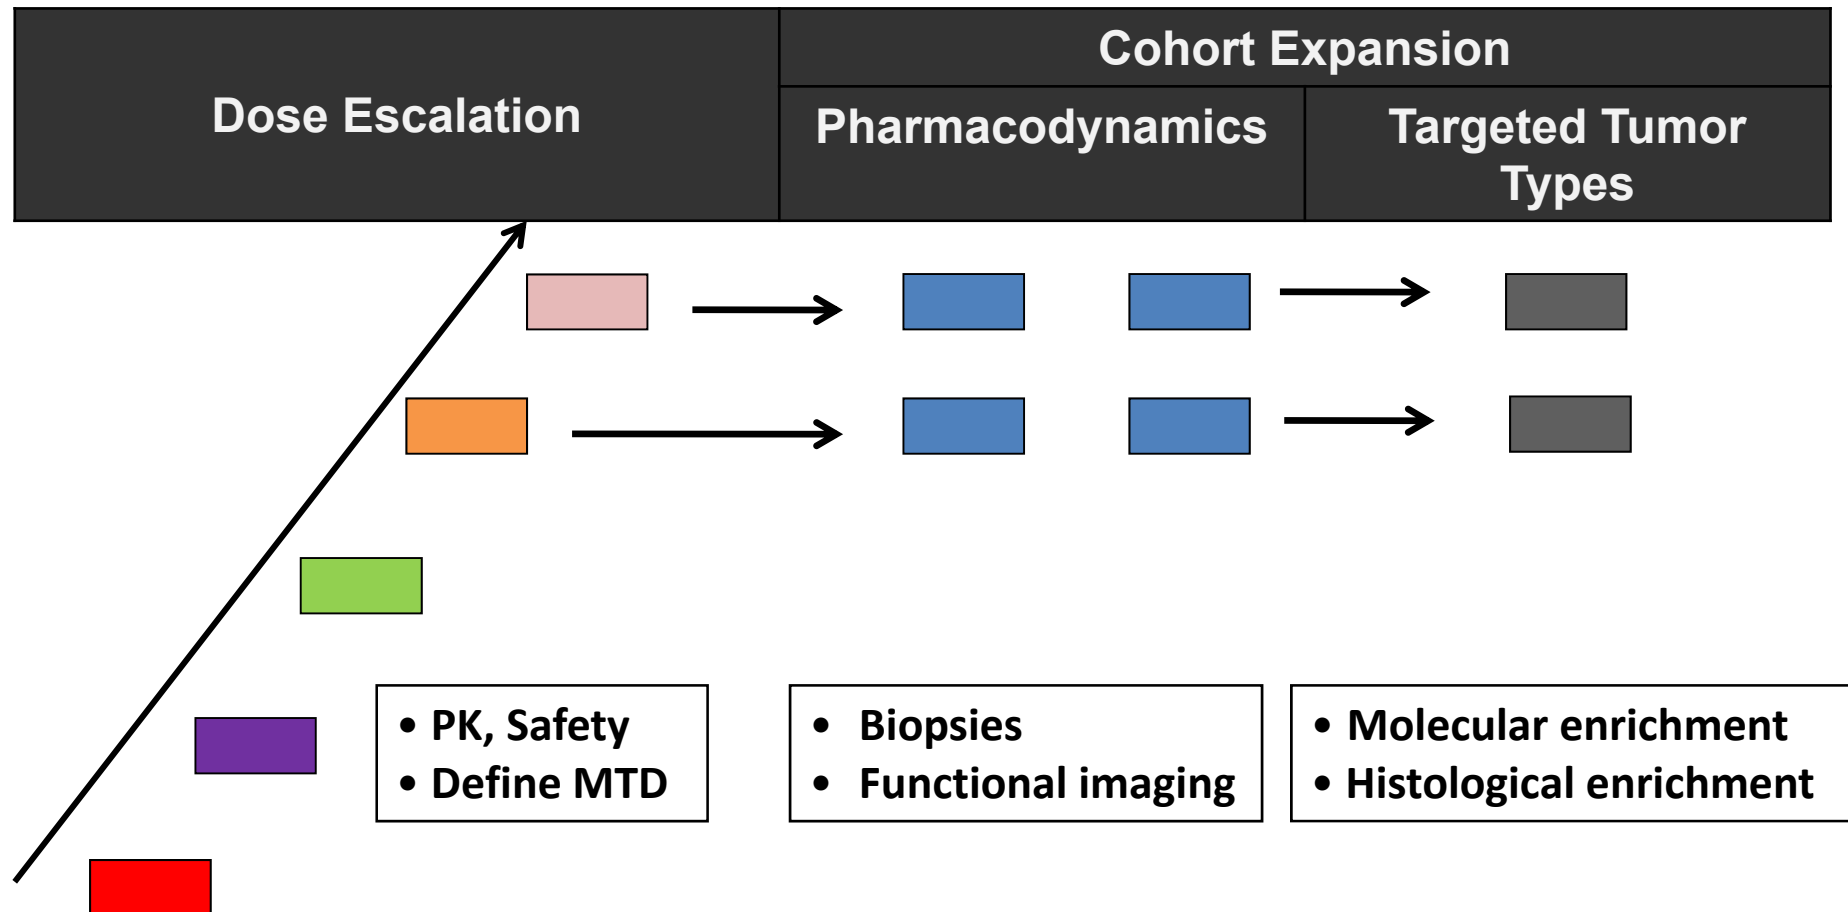 Dose Escalation
Cohort Expansion
Pharmacodynamics
Targeted Tumor
Types
• PK, Safety
• Define MTD
• Biopsies
• Functional imaging
• Molecular enrichment
• Histological enrichment